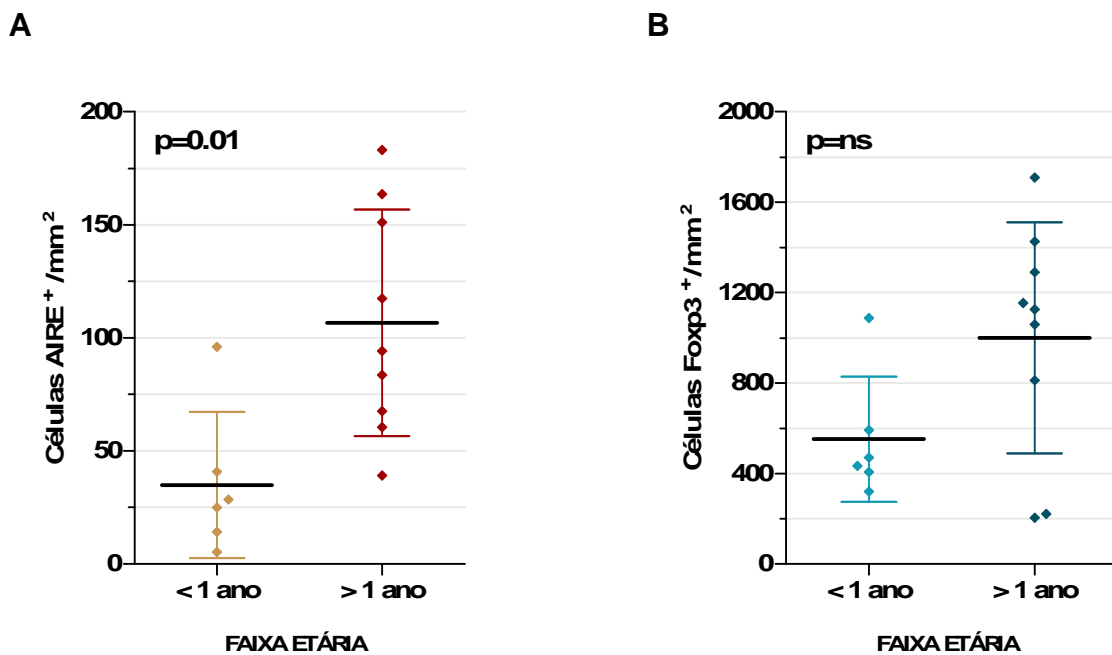 A
B
p=0.01
p=ns
Células AIRE⁺/mm²
200
150
100
50
0
< 1 ano
> 1 ano
FAIXA ETÁRIA
Células Foxp3⁺/mm²
2000
1600
1200
800
400
0
< 1 ano
> 1 ano
FAIXA ETÁRIA